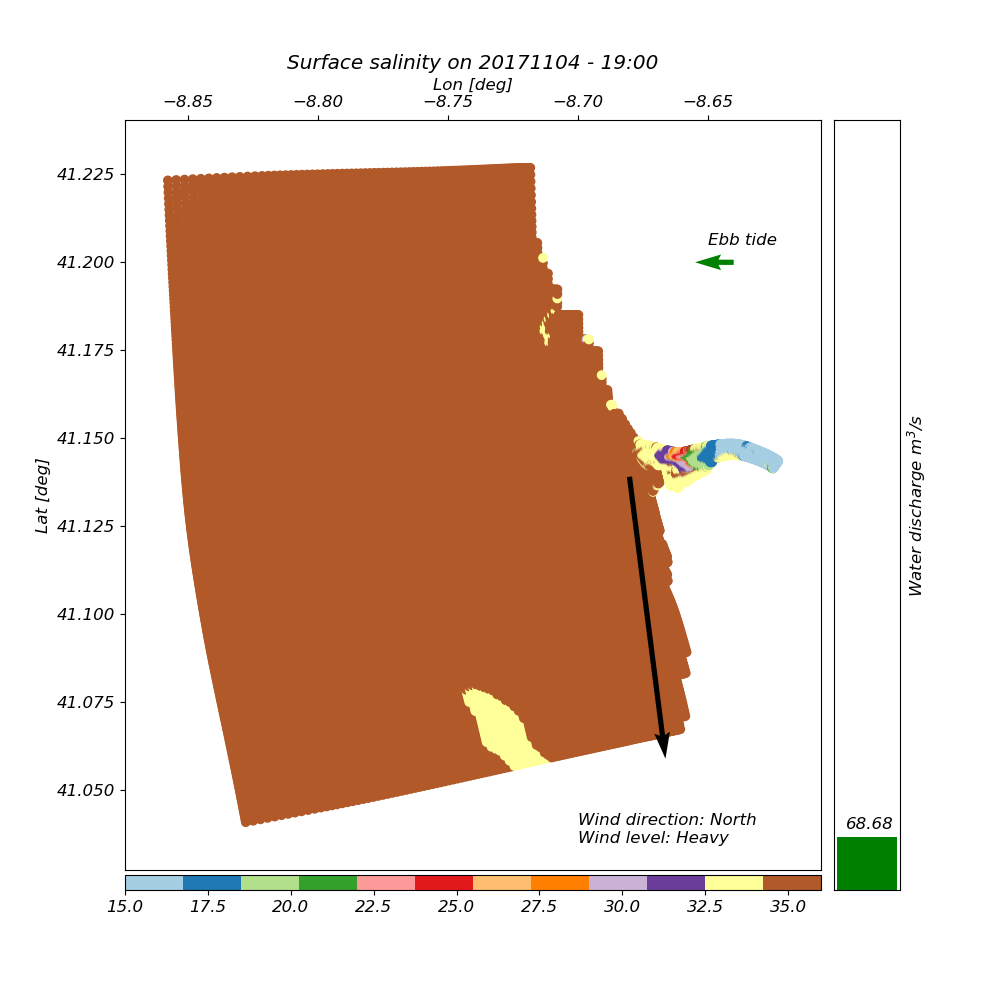 Surface salinity on 20171104 - 19:00
Lon [deg]
−8.85 −8.80 −8.75 −8.70 −8.65
41.225
41.200
41.175
41.150
41.125
41.100
41.075
41.050
Lat [deg]
Ebb tide
Wind direction: North
Wind level: Heavy
15.0 17.5 20.0 22.5 25.0 27.5 30.0 32.5 35.0
68.68
Water discharge m³/s